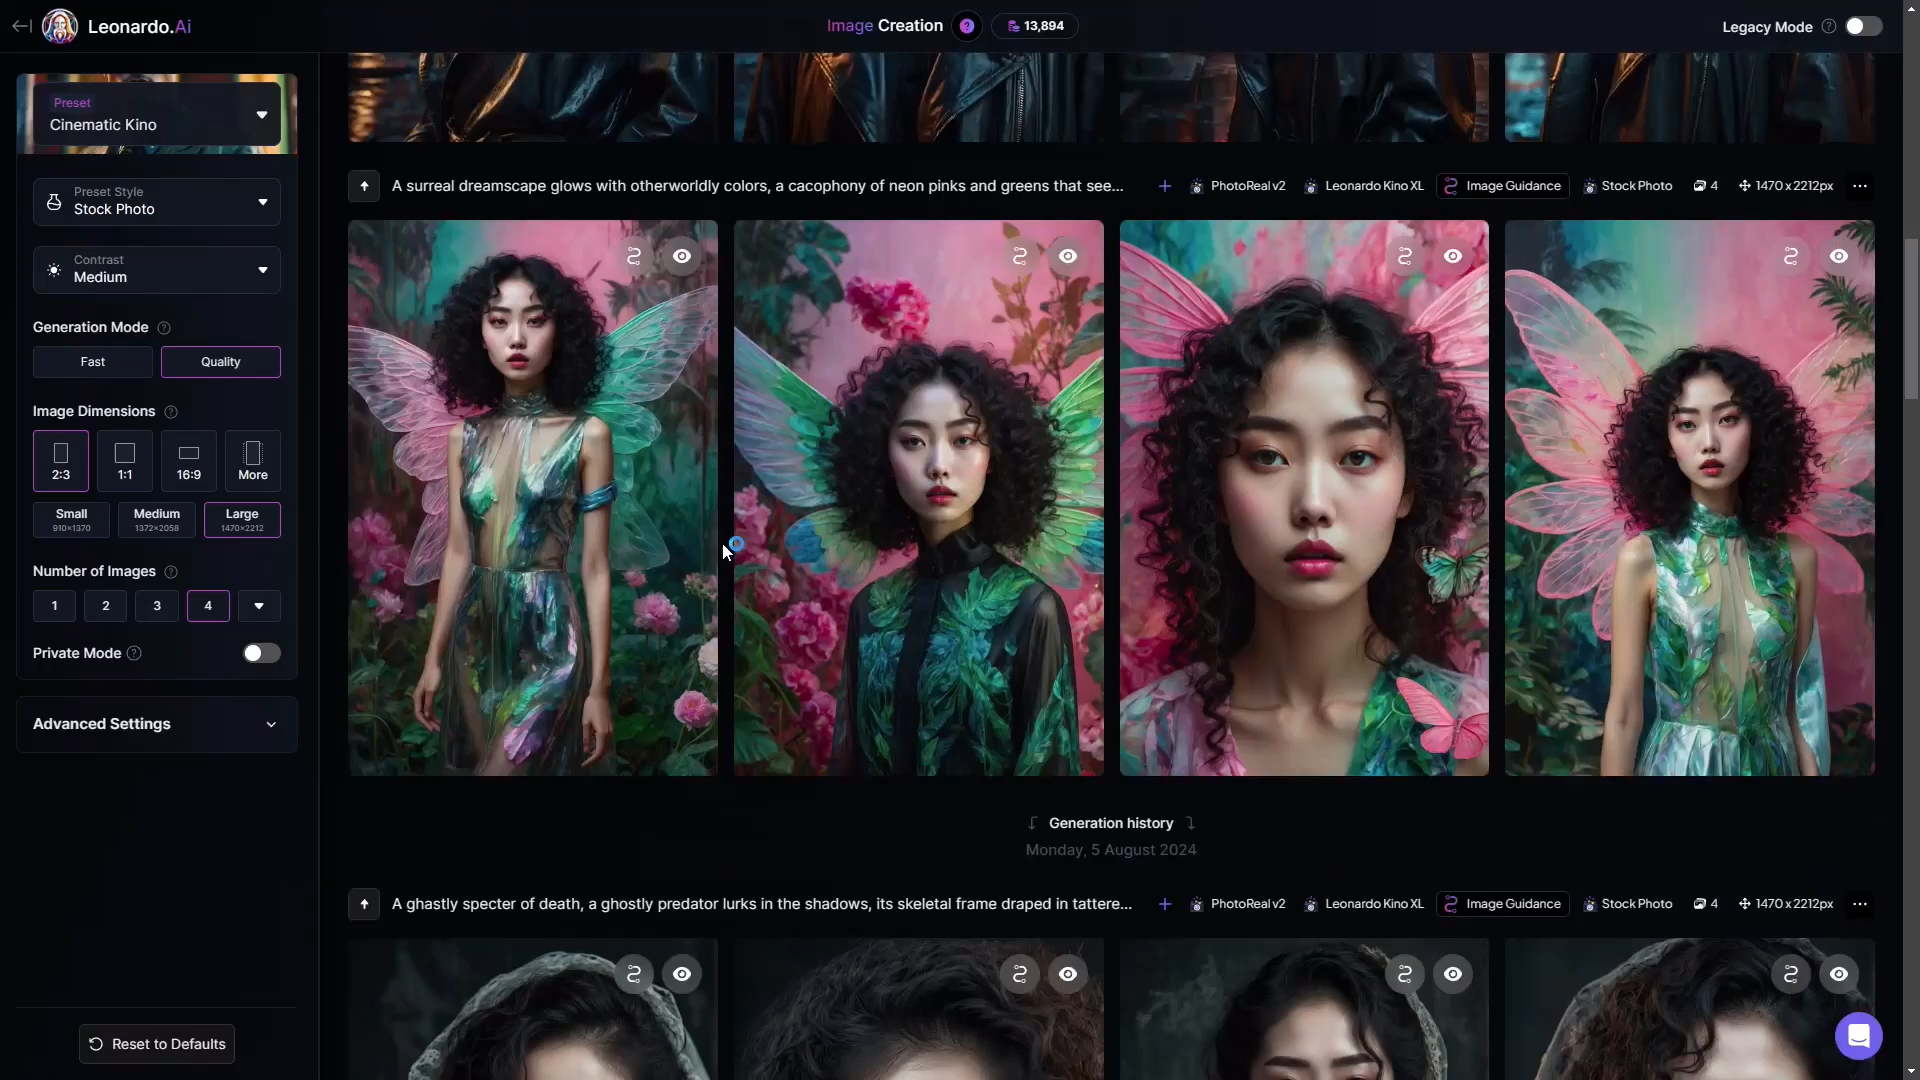 Leonardo.Ai
Image Creation
?
13,894
Legacy Mode
?
Preset
Cinematic Kino
Preset Style
Stock Photo
Contrast
Medium
Generation Mode
?
Fast
Quality
Image Dimensions
?
2:3
1:1
16:9
More
Small
910×1370
Medium
1372×2058
Large
1470×2212
Number of Images
?
1
2
3
4
Private Mode
?
Advanced Settings
Reset to Defaults
A surreal dreamscape glows with otherworldly colors, a cacophony of neon pinks and greens that see...
PhotoReal v2
Leonardo Kino XL
Image Guidance
Stock Photo
4
1470 x 2212px
Generation history
Monday, 5 August 2024
A ghastly specter of death, a ghostly predator lurks in the shadows, its skeletal frame draped in tattere...
PhotoReal v2
Leonardo Kino XL
Image Guidance
Stock Photo
4
1470 x 2212px